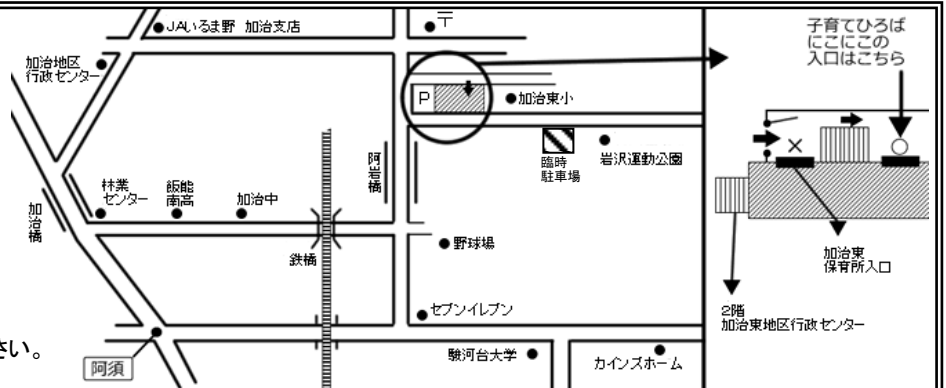 JAいるま野 加治支店
〒
加治地区
行政センター
P
加治東小
臨時
駐車場
岩沢運動公園
阿岩橋
林業
センター
飯能
南高
加治中
加治橋
鉄橋
野球場
セブンイレブン
駿河台大学
カインズホーム
阿須
さい。
子育てひろば
にこにこの
入口はこちら
×
○
加治東
保育所入口
2階
加治東地区行政センター